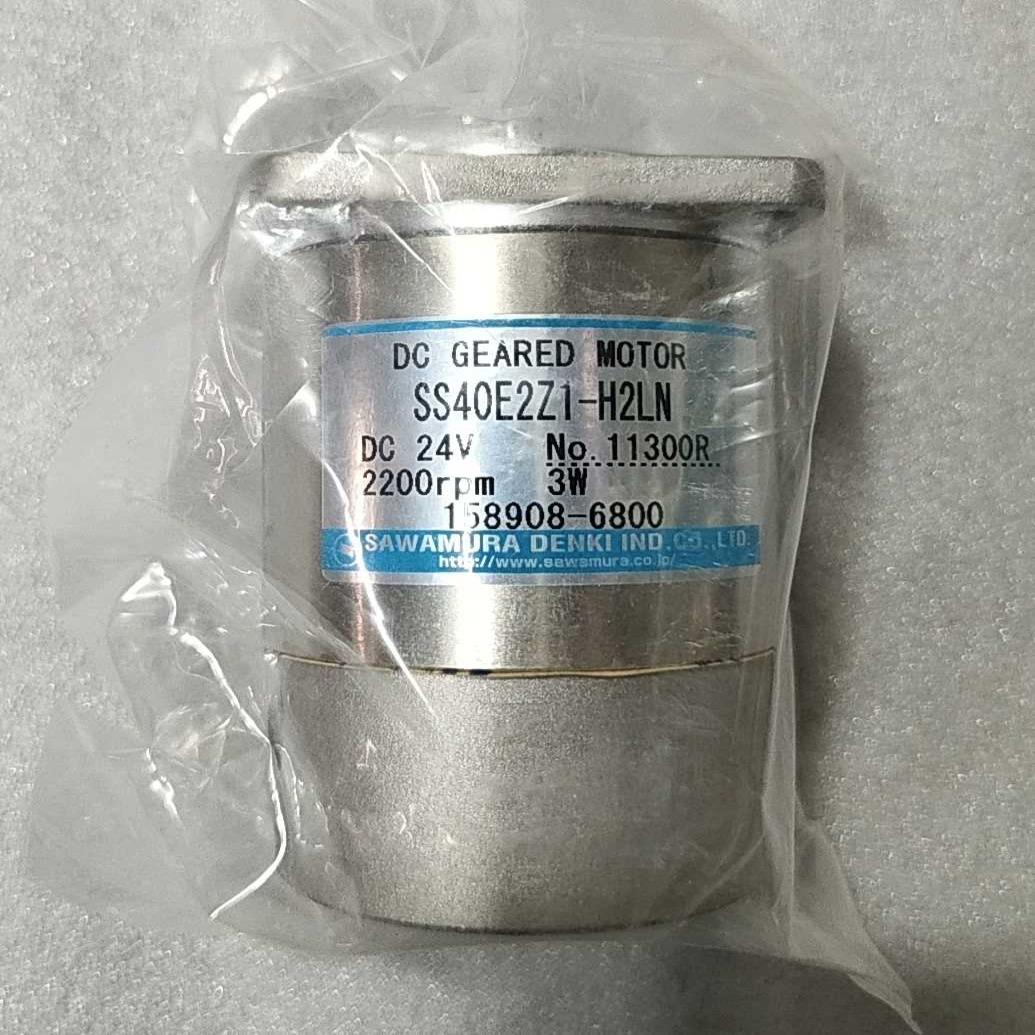 DC GEARED MOTOR
SS40E2Z1-H2LN
DC 24V No. 11300R
2200rpm 3W
158908-6800
SAWAMURA DENKI IND.CO.,LTD.
http://www.sawamura.co.jp/